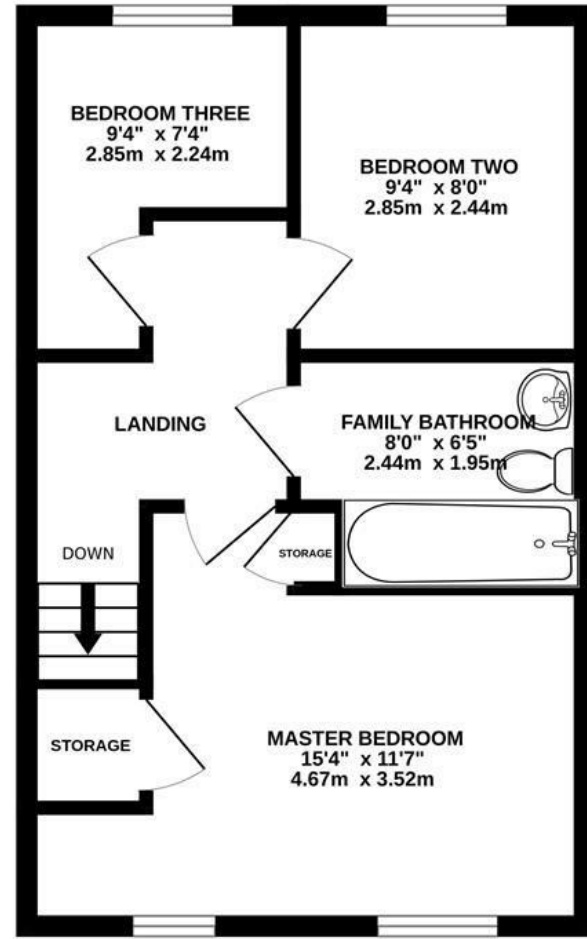 BEDROOM THREE
9'4" x 7'4"
2.85m x 2.24m
BEDROOM TWO
9'4" x 8'0"
2.85m x 2.44m
LANDING
FAMILY BATHROOM
8'0" x 6'5"
2.44m x 1.95m
DOWN
STORAGE
STORAGE
MASTER BEDROOM
15'4" x 11'7"
4.67m x 3.52m